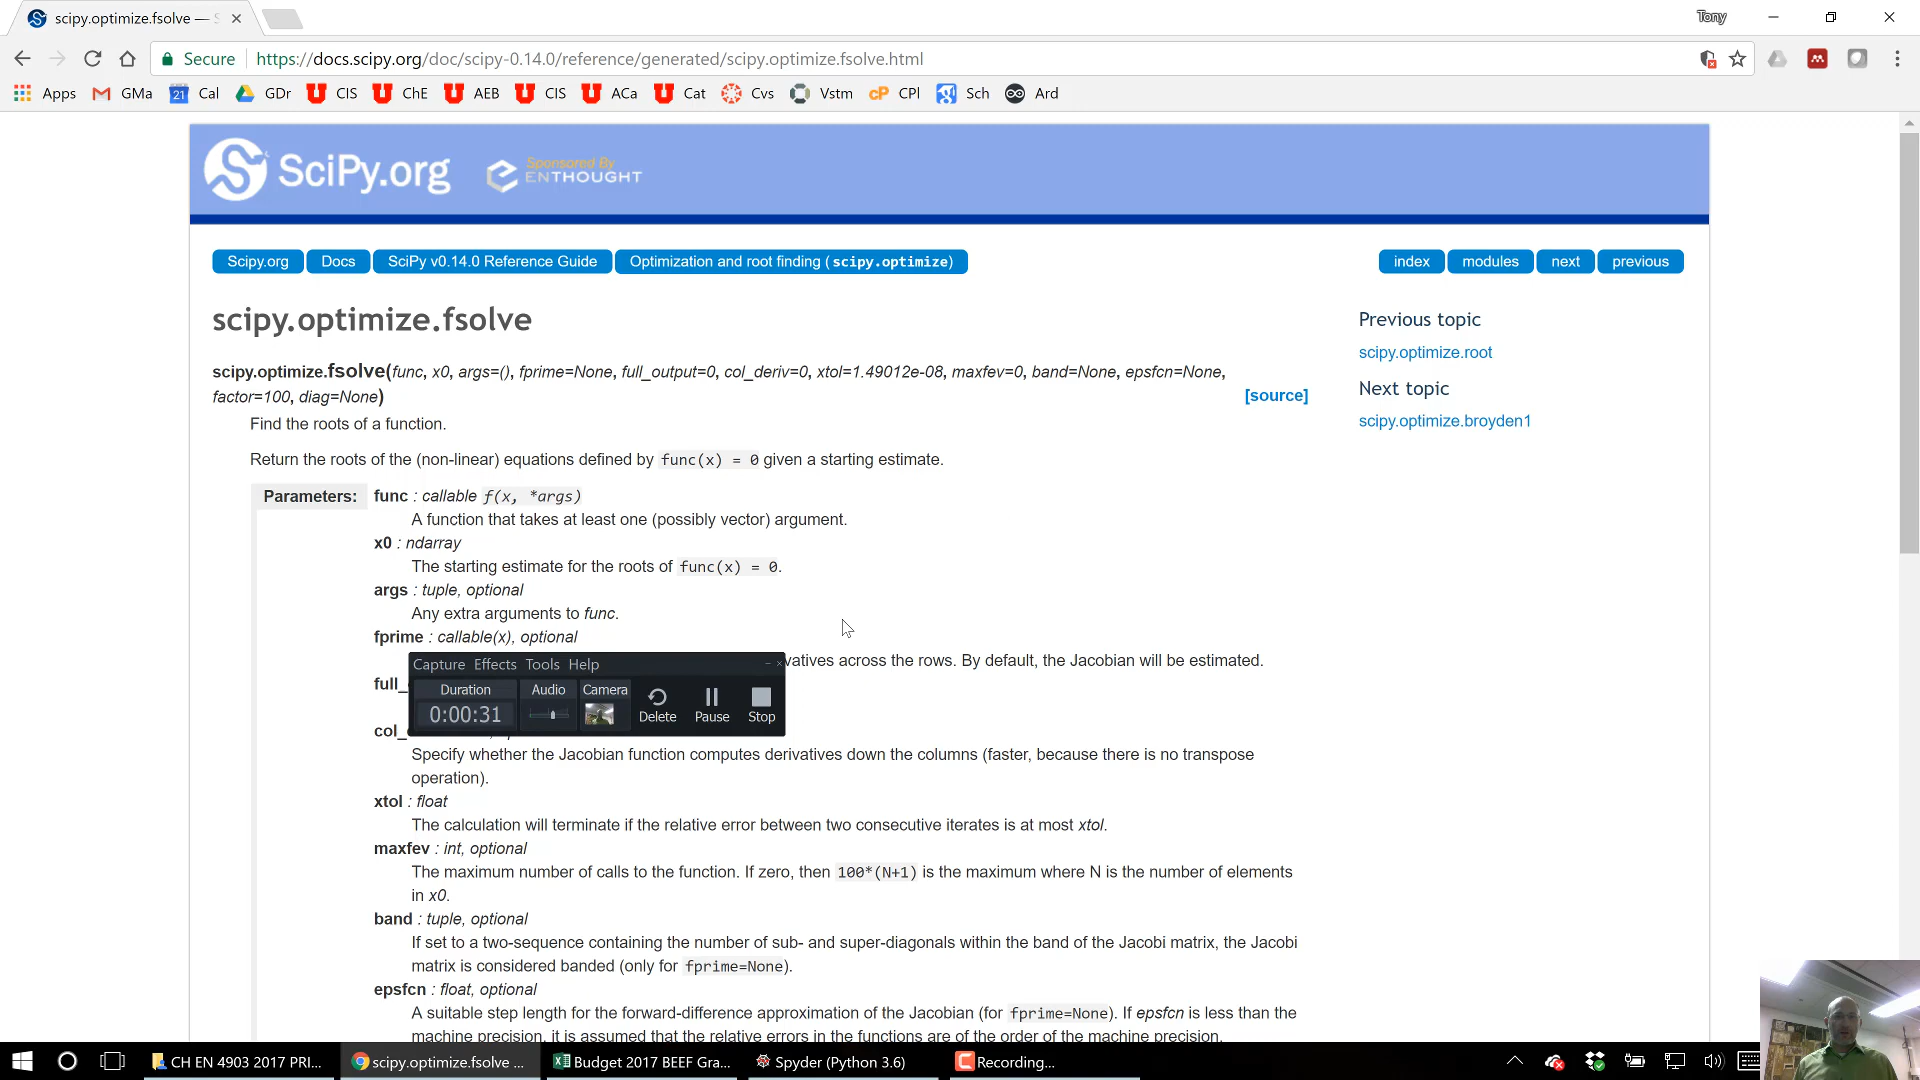 scipy.optimize.fsolve —
Tony
Secure
https://docs.scipy.org/doc/scipy-0.14.0/reference/generated/scipy.optimize.fsolve.html
Apps GMa 21 Cal GDr CIS ChE AEB CIS ACa Cat Cvs Vstm CPl Sch Ard
SciPy.org Sponsored By ENTHOUGHT
Scipy.org Docs SciPy v0.14.0 Reference Guide Optimization and root finding (scipy.optimize) index modules next previous
scipy.optimize.fsolve
scipy.optimize.fsolve(func, x0, args=(), fprime=None, full_output=0, col_deriv=0, xtol=1.49012e-08, maxfev=0, band=None, epsfcn=None,
factor=100, diag=None) [source]
Find the roots of a function.
Return the roots of the (non-linear) equations defined by func(x) = 0 given a starting estimate.
Parameters: func : callable f(x, *args)
A function that takes at least one (possibly vector) argument.
x0 : ndarray
The starting estimate for the roots of func(x) = 0.
args : tuple, optional
Any extra arguments to func.
fprime : callable(x), optional
vatives across the rows. By default, the Jacobian will be estimated.
full_
col_
Specify whether the Jacobian function computes derivatives down the columns (faster, because there is no transpose
operation).
xtol : float
The calculation will terminate if the relative error between two consecutive iterates is at most xtol.
maxfev : int, optional
The maximum number of calls to the function. If zero, then 100*(N+1) is the maximum where N is the number of elements
in x0.
band : tuple, optional
If set to a two-sequence containing the number of sub- and super-diagonals within the band of the Jacobi matrix, the Jacobi
matrix is considered banded (only for fprime=None).
epsfcn : float, optional
A suitable step length for the forward-difference approximation of the Jacobian (for fprime=None). If epsfcn is less than the
machine precision, it is assumed that the relative errors in the functions are of the order of the machine precision.
Previous topic
scipy.optimize.root
Next topic
scipy.optimize.broyden1
Capture Effects Tools Help
Duration Audio Camera
0:00:31 Delete Pause Stop
CH EN 4903 2017 PRI... scipy.optimize.fsolve ... Budget 2017 BEEF Gra... Spyder (Python 3.6) Recording...